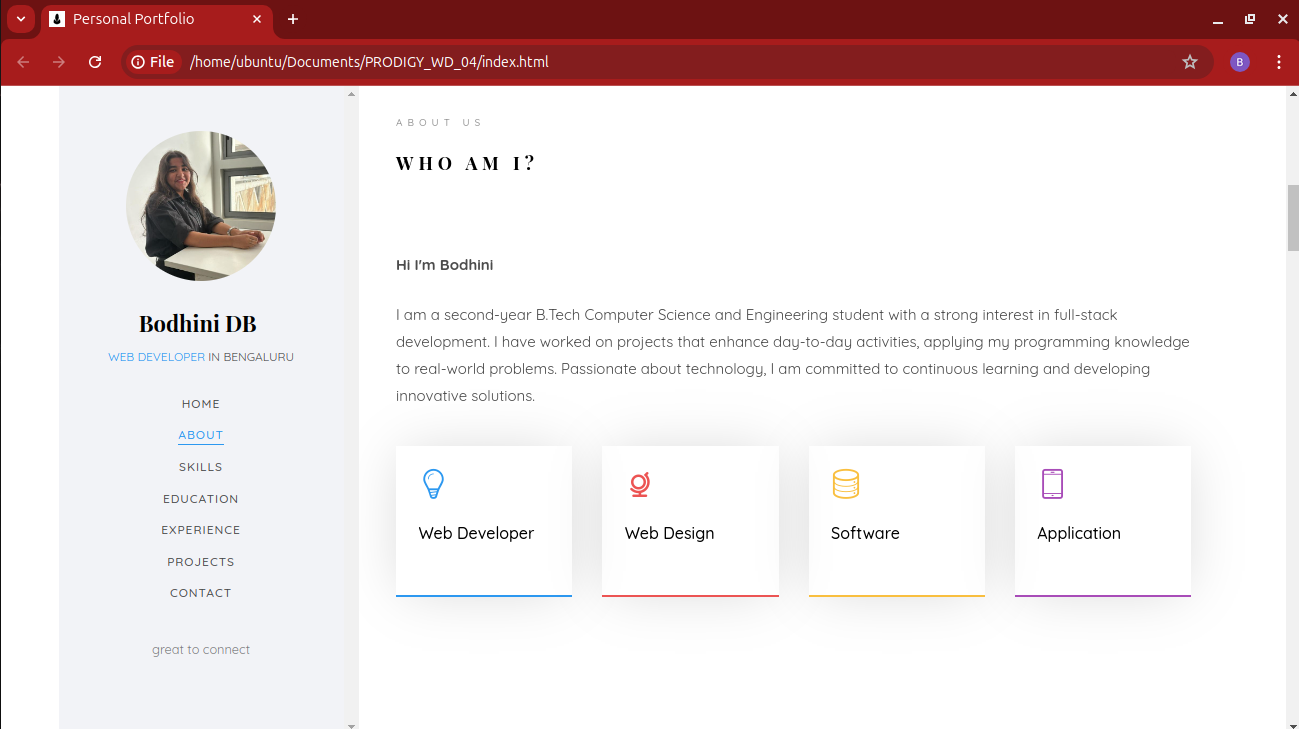 Personal Portfolio
File
/home/ubuntu/Documents/PRODIGY_WD_04/index.html
B
Bodhini DB
WEB DEVELOPER IN BENGALURU
HOME
ABOUT
SKILLS
EDUCATION
EXPERIENCE
PROJECTS
CONTACT
great to connect
ABOUT US
WHO AM I?
Hi I'm Bodhini
I am a second-year B.Tech Computer Science and Engineering student with a strong interest in full-stack
development. I have worked on projects that enhance day-to-day activities, applying my programming knowledge
to real-world problems. Passionate about technology, I am committed to continuous learning and developing
innovative solutions.
Web Developer
Web Design
Software
Application